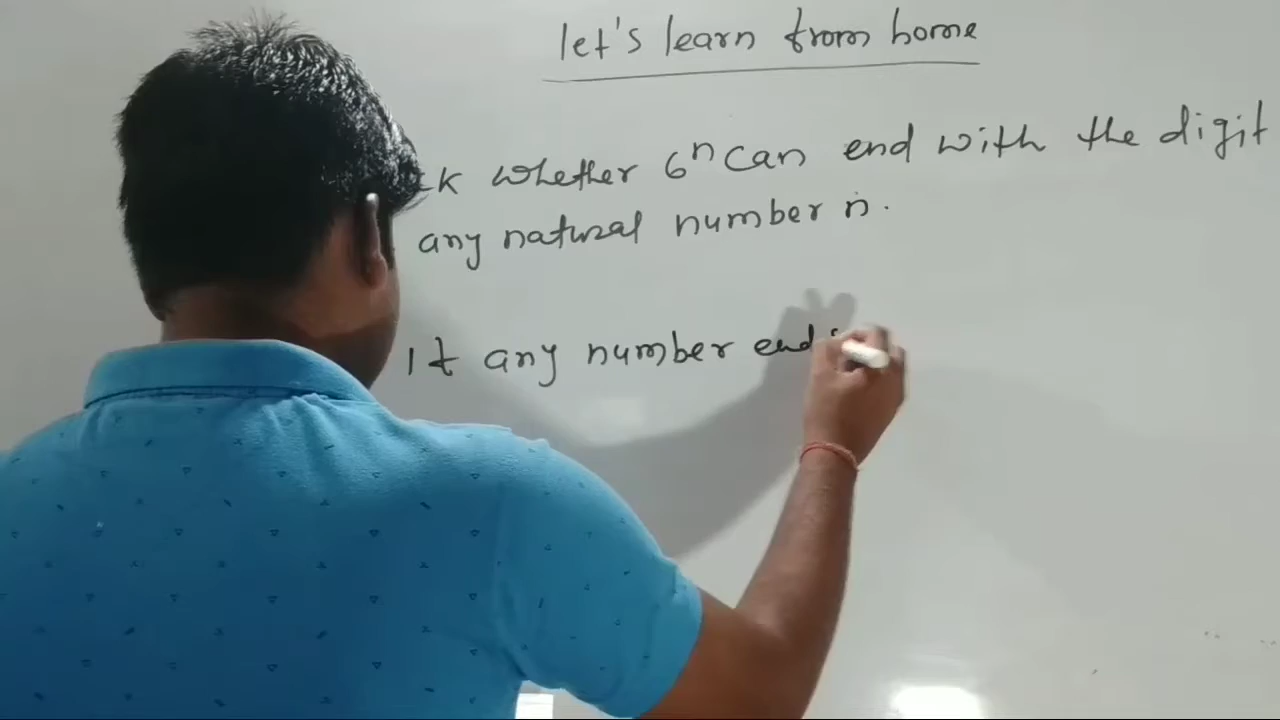 let's learn from home
whether 6ⁿ can end with the digit
any natural number n.
If any number end